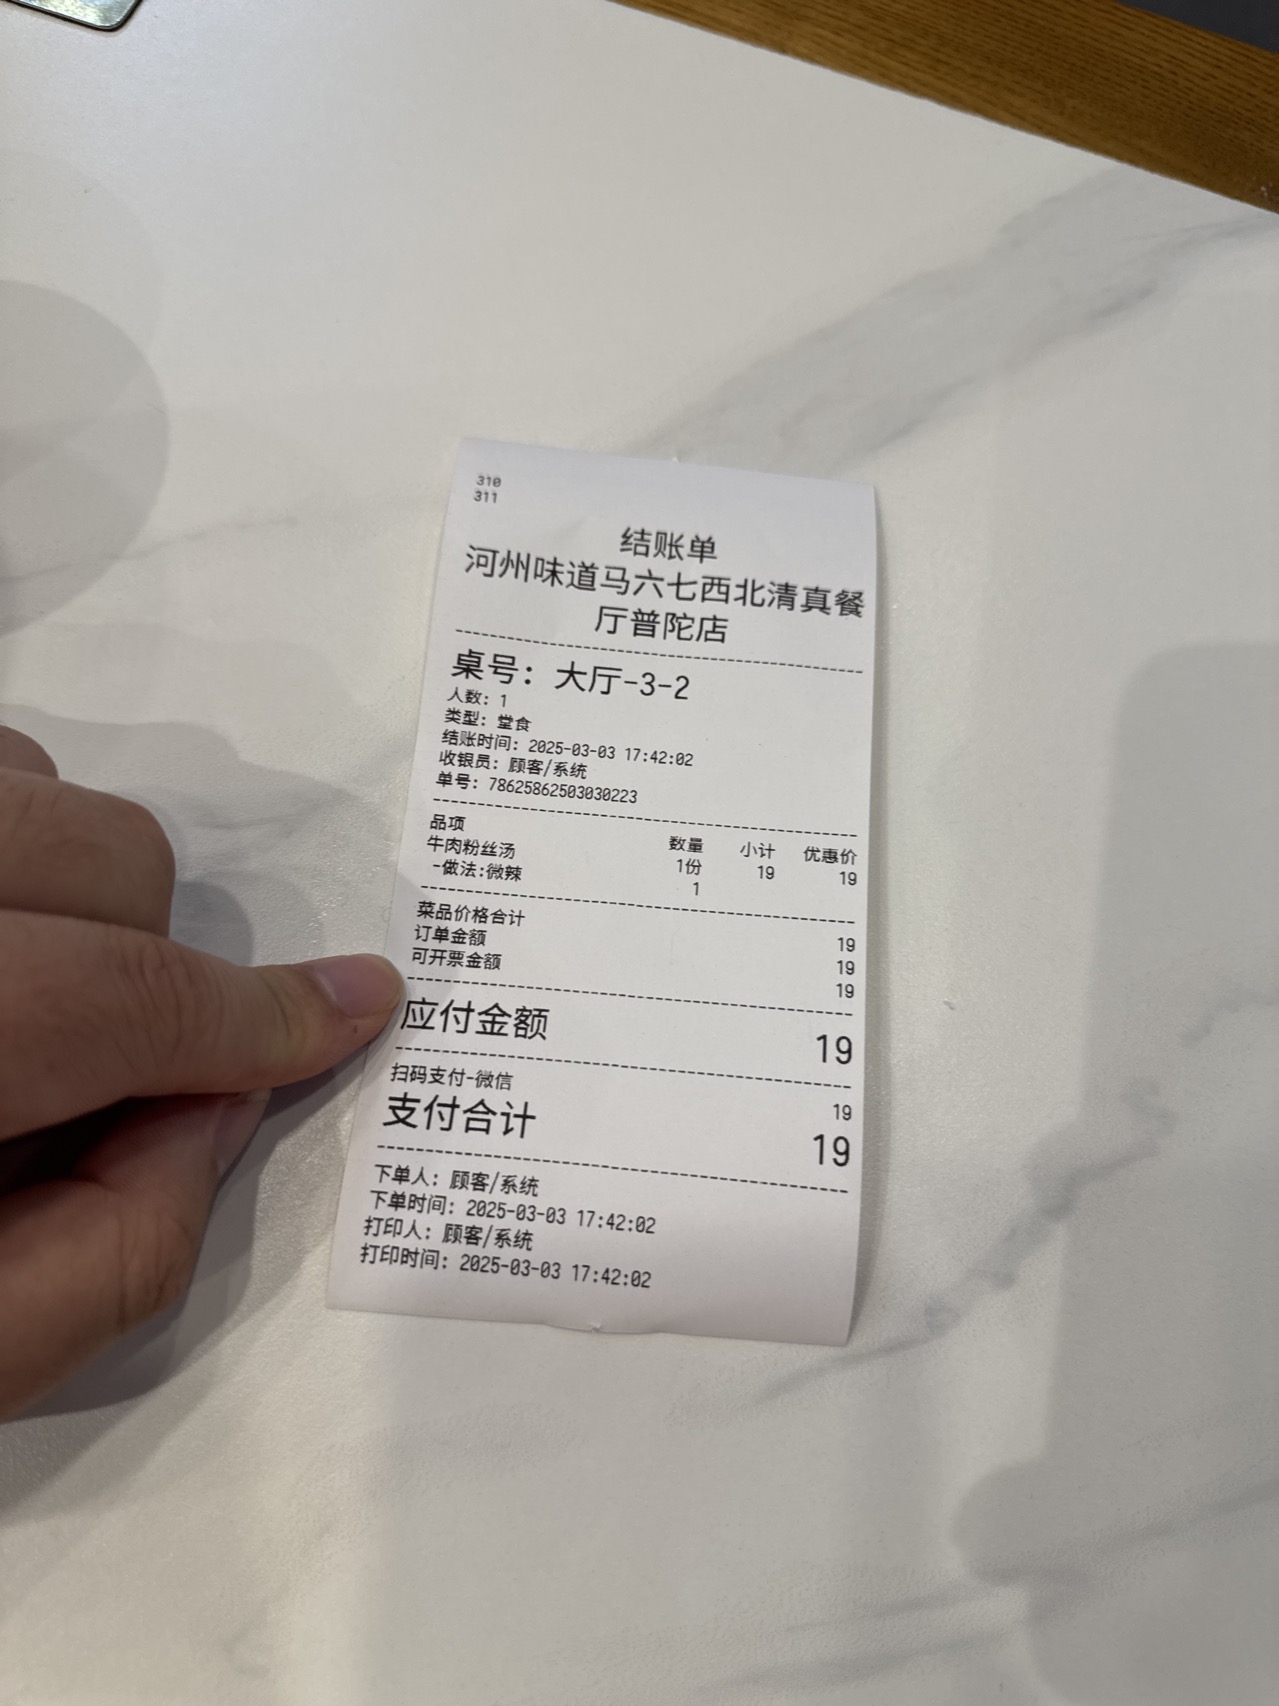 310
311
结账单
河州味道马六七西北清真餐
厅普陀店
桌号：大厅-3-2
人数：1
类型：堂食
结账时间：2025-03-03 17:42:02
收银员：顾客/系统
单号：78625862503030223
品项 数量 小计 优惠价
牛肉粉丝汤 1份 19 19
-做法:微辣 1
菜品价格合计 19
订单金额 19
可开票金额 19
应付金额 19
扫码支付-微信 19
支付合计 19
下单人：顾客/系统
下单时间：2025-03-03 17:42:02
打印人：顾客/系统
打印时间：2025-03-03 17:42:02